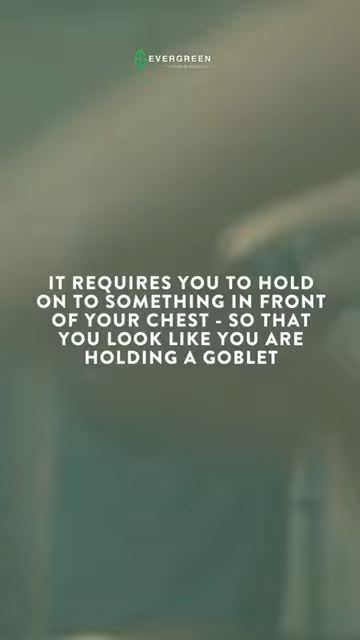 EVERGREEN
IT REQUIRES YOU TO HOLD
ON TO SOMETHING IN FRONT
OF YOUR CHEST - SO THAT
YOU LOOK LIKE YOU ARE
HOLDING A GOBLET